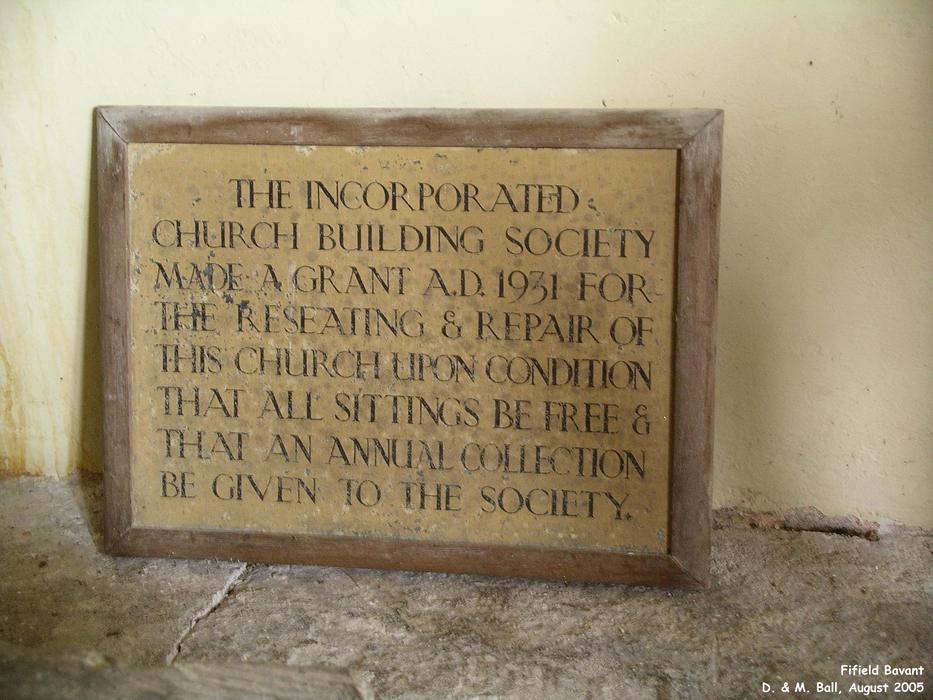 THE INCORPORATED
CHURCH BUILDING SOCIETY
MADE A GRANT A.D. 1931 FOR
THE RESEATING & REPAIR OF
THIS CHURCH UPON CONDITION
THAT ALL SITTINGS BE FREE &
THAT AN ANNUAL COLLECTION
BE GIVEN TO THE SOCIETY.
Fifield Bavant
D. & M. Ball, August 2005